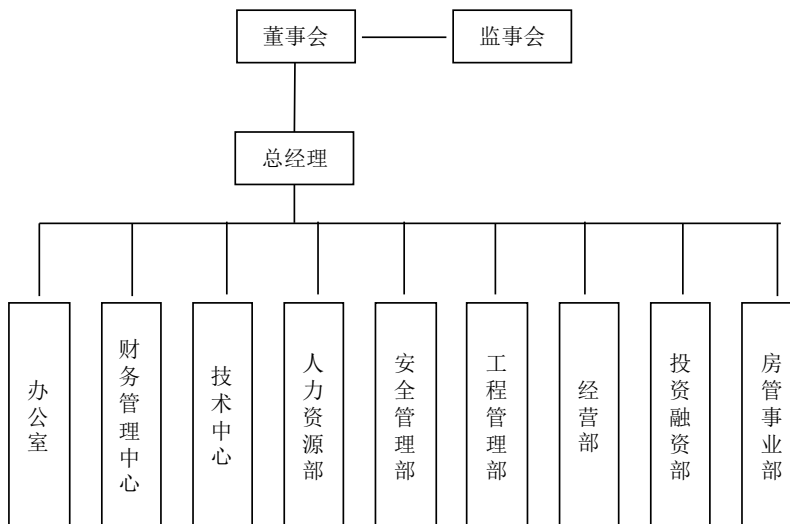 董事会
监事会
总经理
办公室
财务管理中心
技术中心
人力资源部
安全管理部
工程管理部
经营部
投资融资部
房管事业部